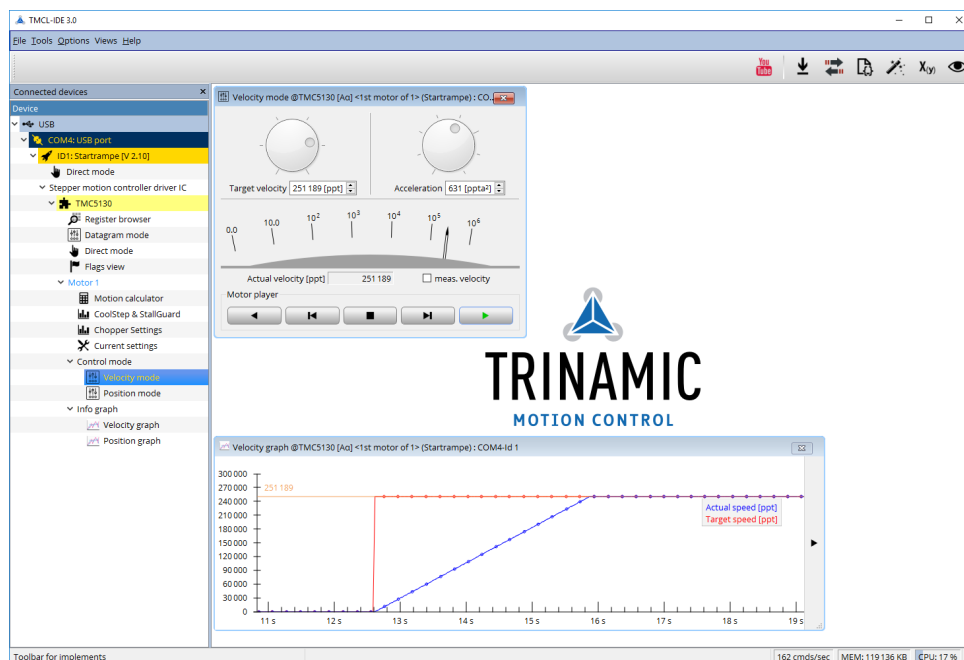 TMCL-IDE 3.0
File Tools Options Views Help
You
Tube
X(y)
Connected devices
Device
USB
COM4: USB port
ID1: Startrampe [V 2.10]
Direct mode
Stepper motion controller driver IC
TMC5130
Register browser
Datagram mode
Direct mode
Flags view
Motor 1
Motion calculator
CoolStep & StallGuard
Chopper Settings
Current settings
Control mode
Velocity mode
Position mode
Info graph
Velocity graph
Position graph
Velocity mode @TMC5130 [Aq] <1st motor of 1> (Startrampe) : CO...
Target velocity 251 189 [ppt]
Acceleration 631 [ppta²]
0.0 10.0 10² 10³ 10⁴ 10⁵ 10⁶
Actual velocity [ppt] 251 189 meas. velocity
Motor player
TRINAMIC
MOTION CONTROL
Velocity graph @TMC5130 [Aq] <1st motor of 1> (Startrampe) : COM4-Id 1
300 000
270 000
240 000
210 000
180 000
150 000
120 000
90 000
60 000
30 000
0
251 189
Actual speed [ppt]
Target speed [ppt]
11 s 12 s 13 s 14 s 15 s 16 s 17 s 18 s 19 s
Toolbar for implements
162 cmds/sec MEM: 119 136 KB CPU: 17 %